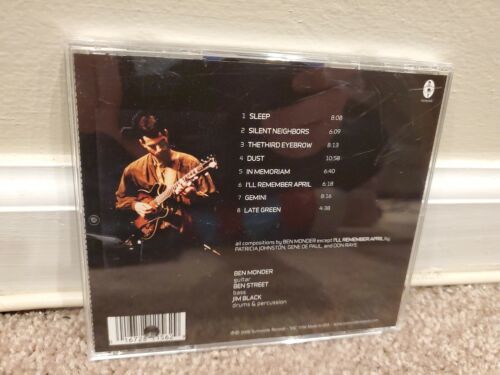 1 SLEEP 8:08
2 SILENT NEIGHBORS 6:09
3 THETHIRD EYEBROW 8:13
4 DUST 10:58
5 IN MEMORIAM 6:40
6 I'LL REMEMBER APRIL 6:18
7 GEMINI 8:16
8 LATE GREEN 4:38
all compositions by BEN MONDER except I'LL REMEMBER APRIL by
PATRICIA JOHNSTON, GENE DE PAUL, and DON RAYE
BEN MONDER
guitar
BEN STREET
bass
JIM BLACK
drums & percussion